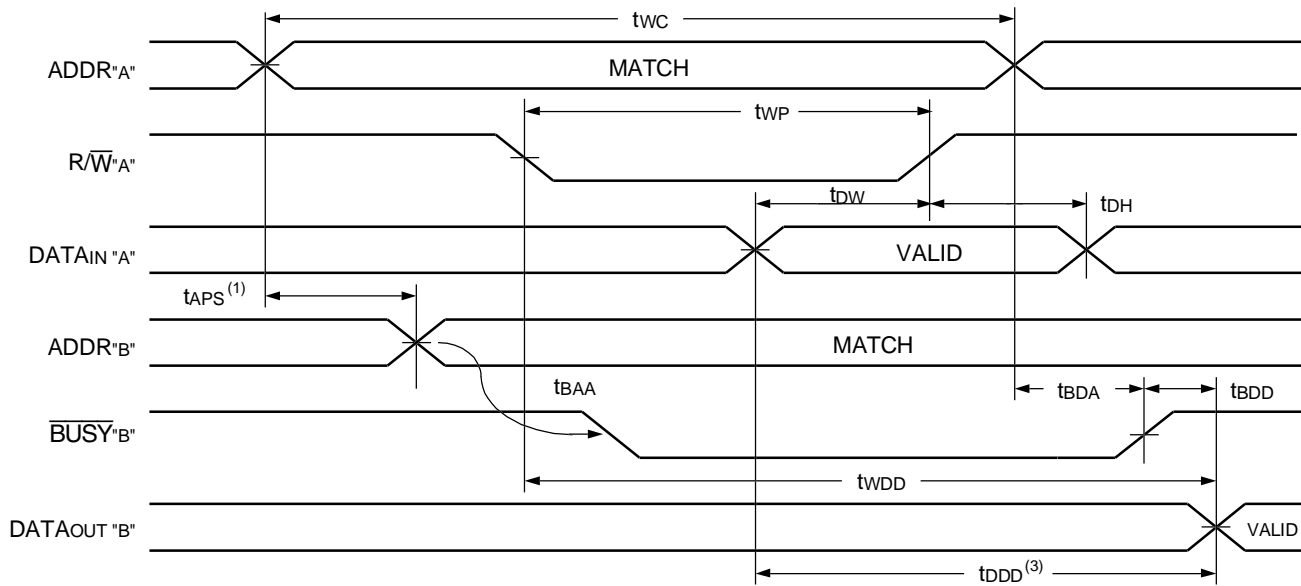 tWC
ADDR"A"
MATCH
tWP
R/W̅"A"
tDW
tDH
DATAIN "A"
VALID
tAPS (1)
ADDR"B"
MATCH
tBAA
tBDA
tBDD
B̅U̅S̅Y̅"B"
tWDD
DATAOUT "B"
VALID
tDDD (3)